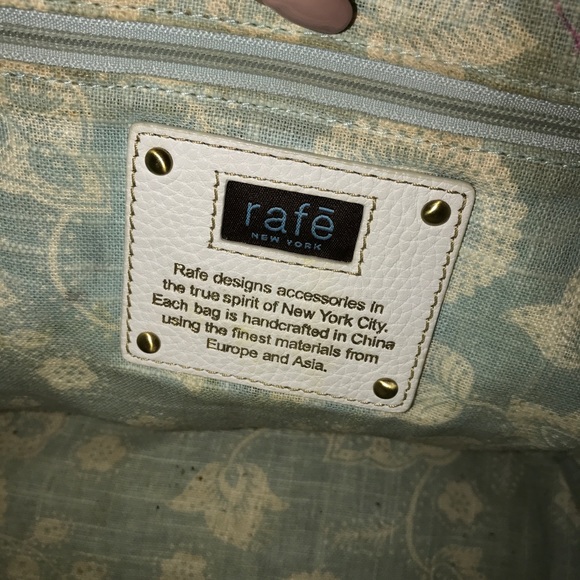 rafē
NEW YORK
Rafe designs accessories in
the true spirit of New York City.
Each bag is handcrafted in China
using the finest materials from
Europe and Asia.